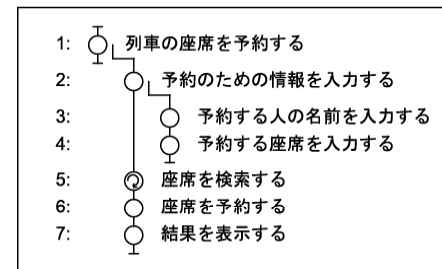 1: 列車の座席を予約する
2: 予約のための情報を入力する
3: 予約する人の名前を入力する
4: 予約する座席を入力する
5: 座席を検索する
6: 座席を予約する
7: 結果を表示する